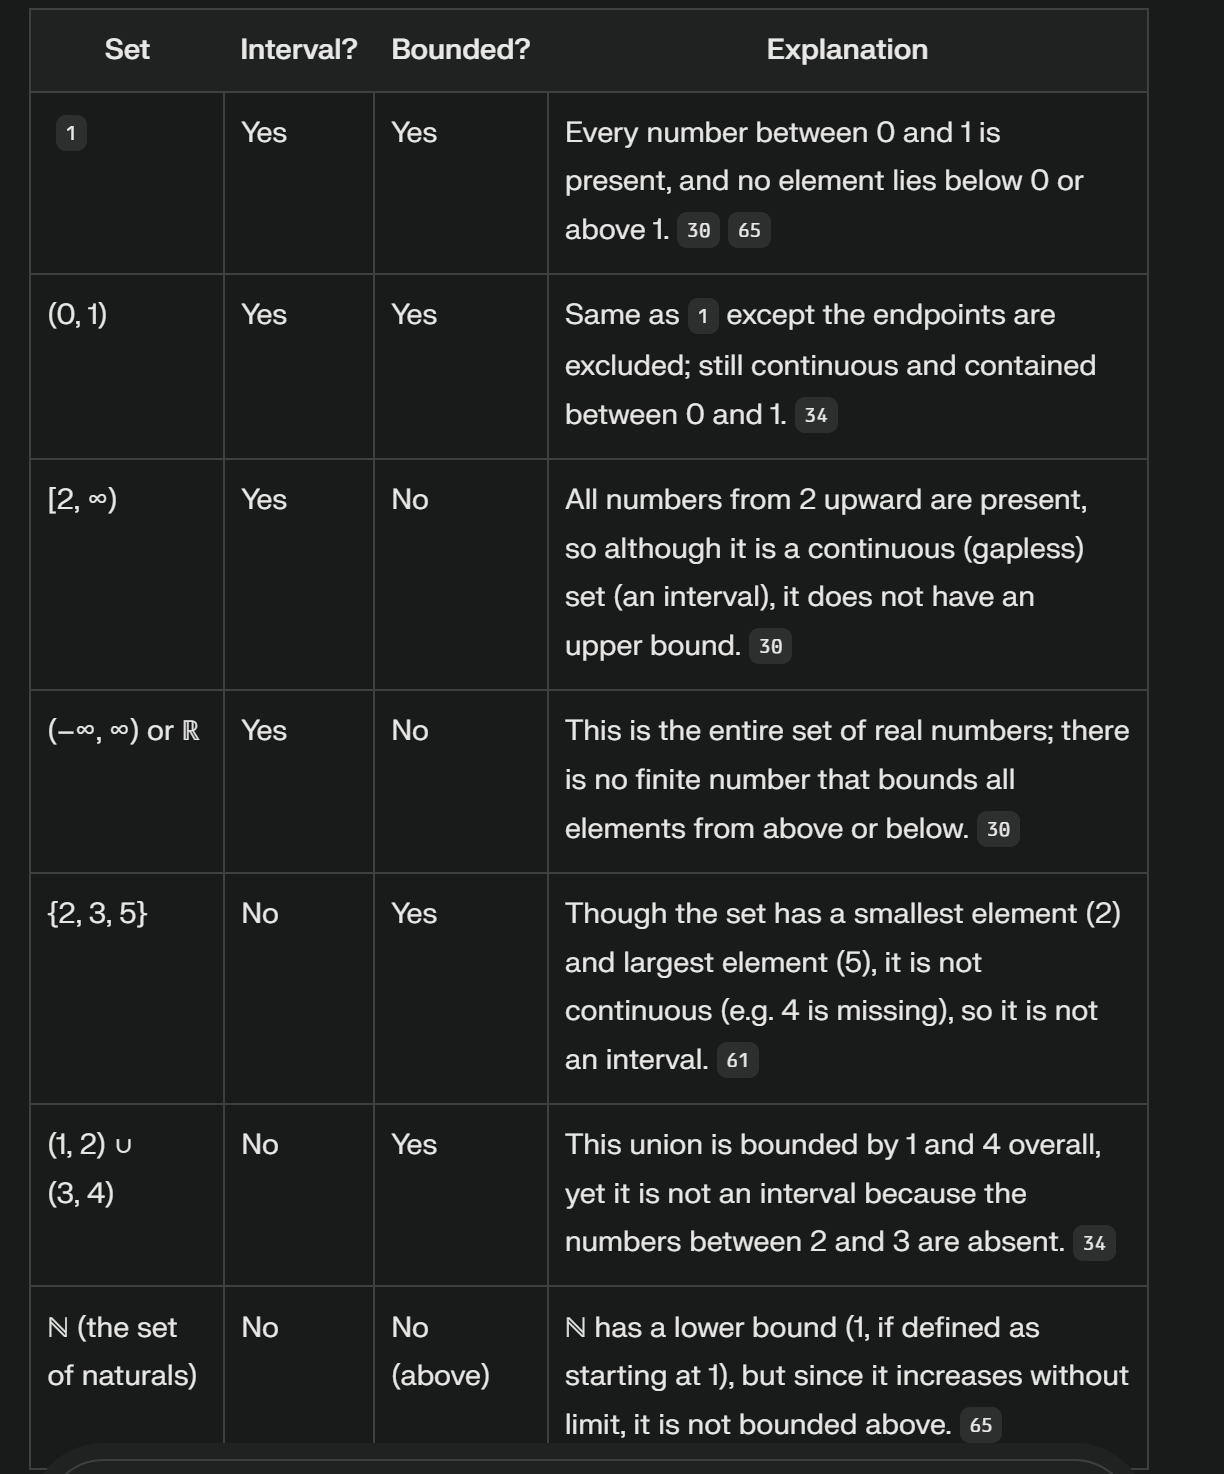 Set Interval? Bounded? Explanation
1 Yes Yes Every number between 0 and 1 is
present, and no element lies below 0 or
above 1. 30 65
(0, 1) Yes Yes Same as 1 except the endpoints are
excluded; still continuous and contained
between 0 and 1. 34
[2, ∞) Yes No All numbers from 2 upward are present,
so although it is a continuous (gapless)
set (an interval), it does not have an
upper bound. 30
(−∞, ∞) or ℝ Yes No This is the entire set of real numbers; there
is no finite number that bounds all
elements from above or below. 30
{2, 3, 5} No Yes Though the set has a smallest element (2)
and largest element (5), it is not
continuous (e.g. 4 is missing), so it is not
an interval. 61
(1, 2) ∪ No Yes This union is bounded by 1 and 4 overall,
(3, 4) yet it is not an interval because the
numbers between 2 and 3 are absent. 34
ℕ (the set No No ℕ has a lower bound (1, if defined as
of naturals) (above) starting at 1), but since it increases without
limit, it is not bounded above. 65